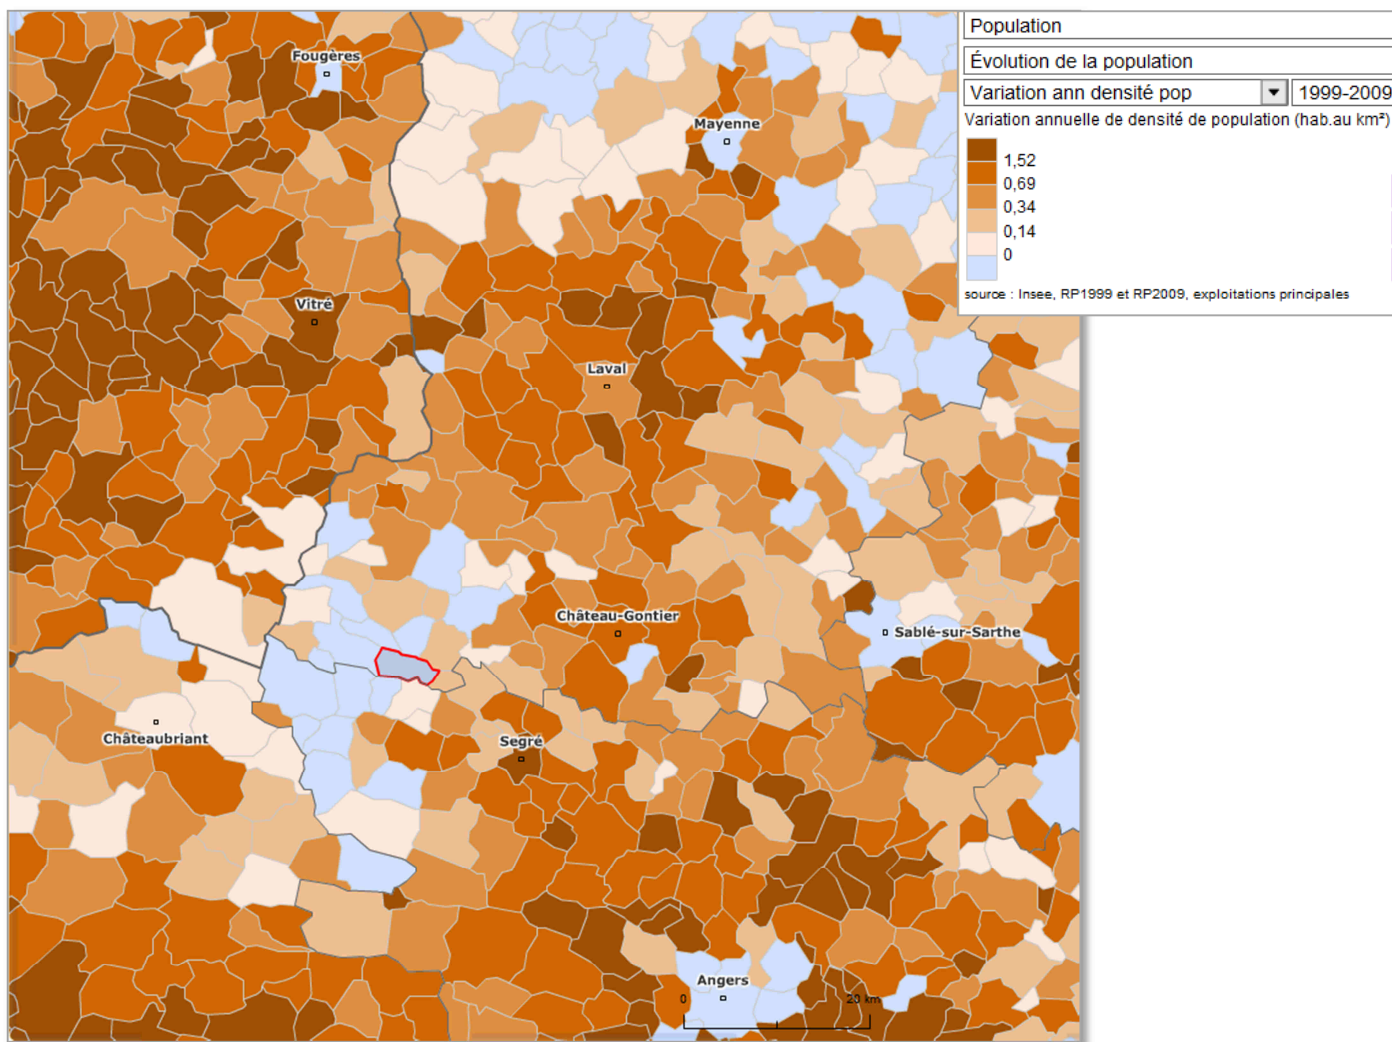 Population
Évolution de la population
Variation ann densité pop 1999-2009
Variation annuelle de densité de population (hab.au km²)
1,52
0,69
0,34
0,14
0
source : Insee, RP1999 et RP2009, exploitations principales
Fougères
Mayenne
Vitré
Laval
Château-Gontier
Sablé-sur-Sarthe
Châteaubriant
Segré
Angers
0 20 km